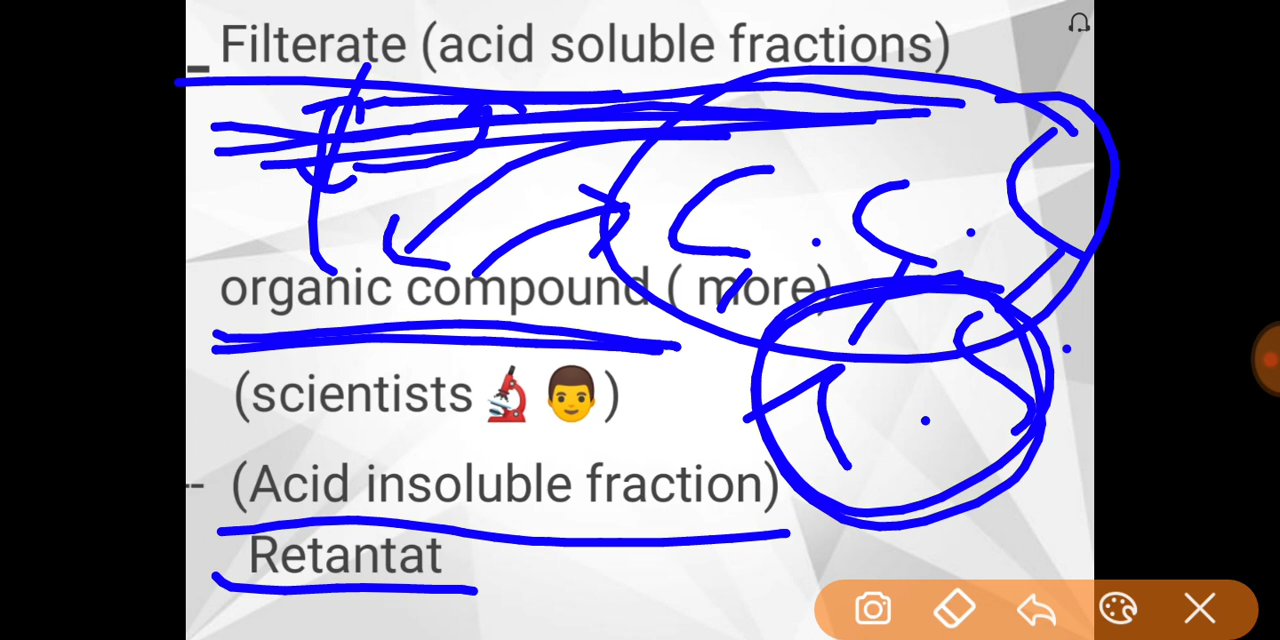 Filterate (acid soluble fractions)
organic compound ( more)
(scientists🔬👨)
-- (Acid insoluble fraction)
Retantat